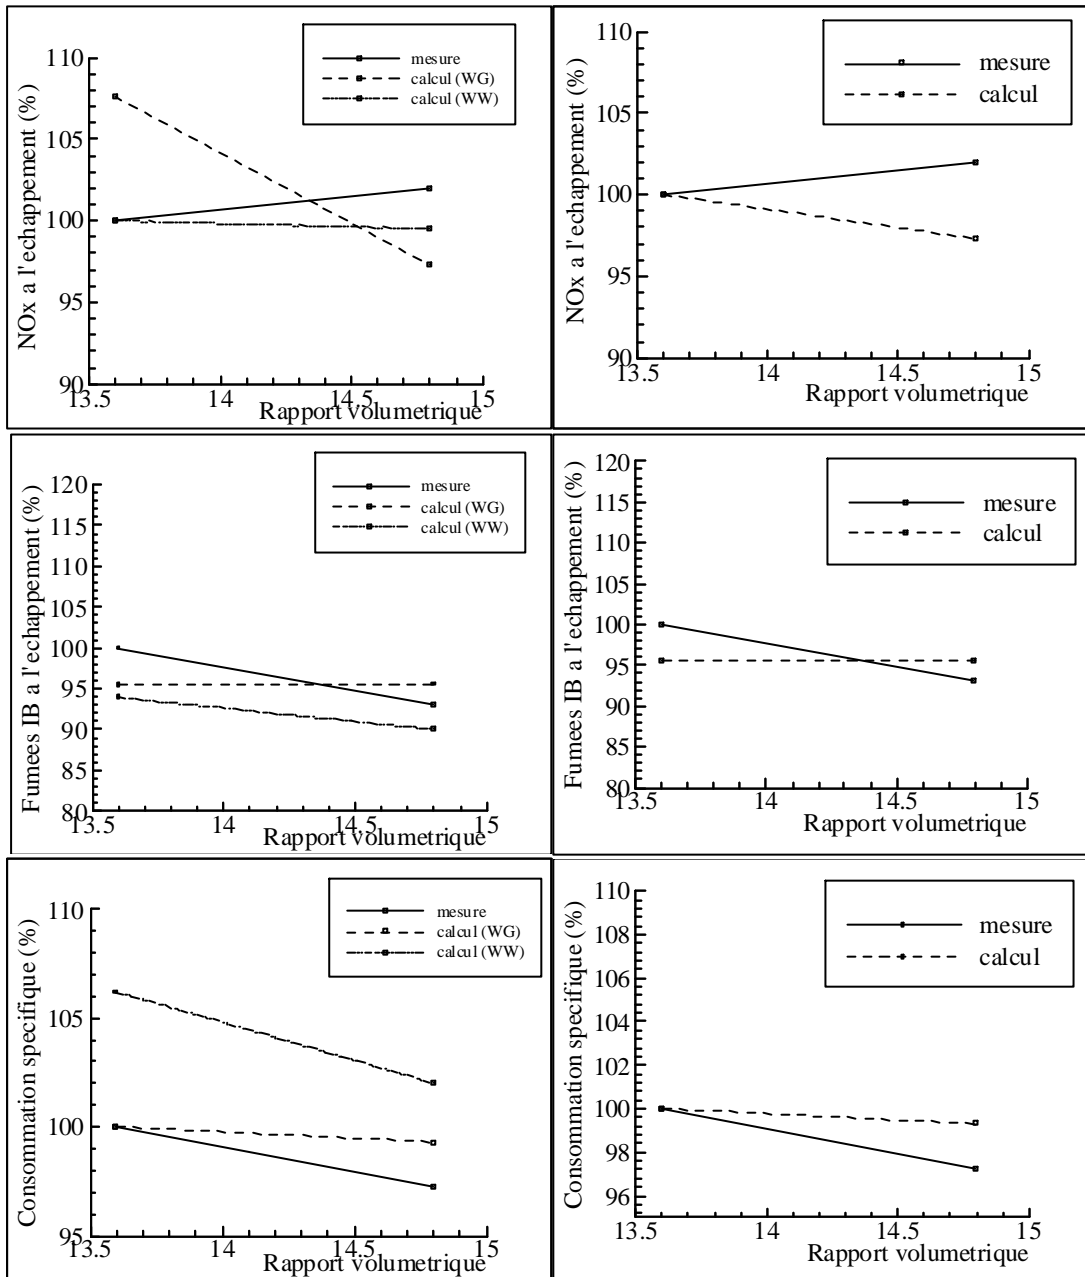 110
105
100
95
90
NOx a l'echappement (%)
mesure
calcul (WG)
calcul (WW)
13.5
14
14.5
15
Rapport volumetrique
110
105
100
95
90
NOx a l'echappement (%)
mesure
calcul
13.5
14
14.5
15
Rapport volumetrique
120
115
110
105
100
95
90
85
80
Fumees IB a l'echappement (%)
mesure
calcul (WG)
calcul (WW)
13.5
14
14.5
15
Rapport volumetrique
120
115
110
105
100
95
90
85
80
Fumees IB a l'echappement (%)
mesure
calcul
13.5
14
14.5
15
Rapport volumetrique
110
105
100
95
Consommation specifique (%)
mesure
calcul (WG)
calcul (WW)
13.5
14
14.5
15
Rapport volumetrique
110
108
106
104
102
100
98
96
Consommation specifique (%)
mesure
calcul
13.5
14
14.5
15
Rapport volumetrique